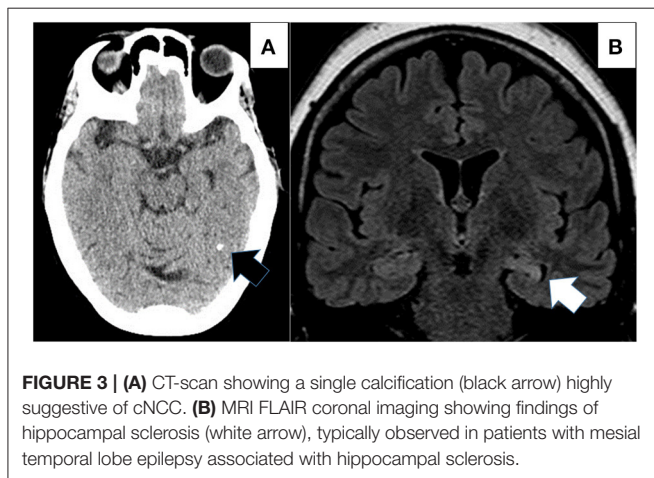 A
B
FIGURE 3 | (A) CT-scan showing a single calcification (black arrow) highly
suggestive of cNCC. (B) MRI FLAIR coronal imaging showing findings of
hippocampal sclerosis (white arrow), typically observed in patients with mesial
temporal lobe epilepsy associated with hippocampal sclerosis.